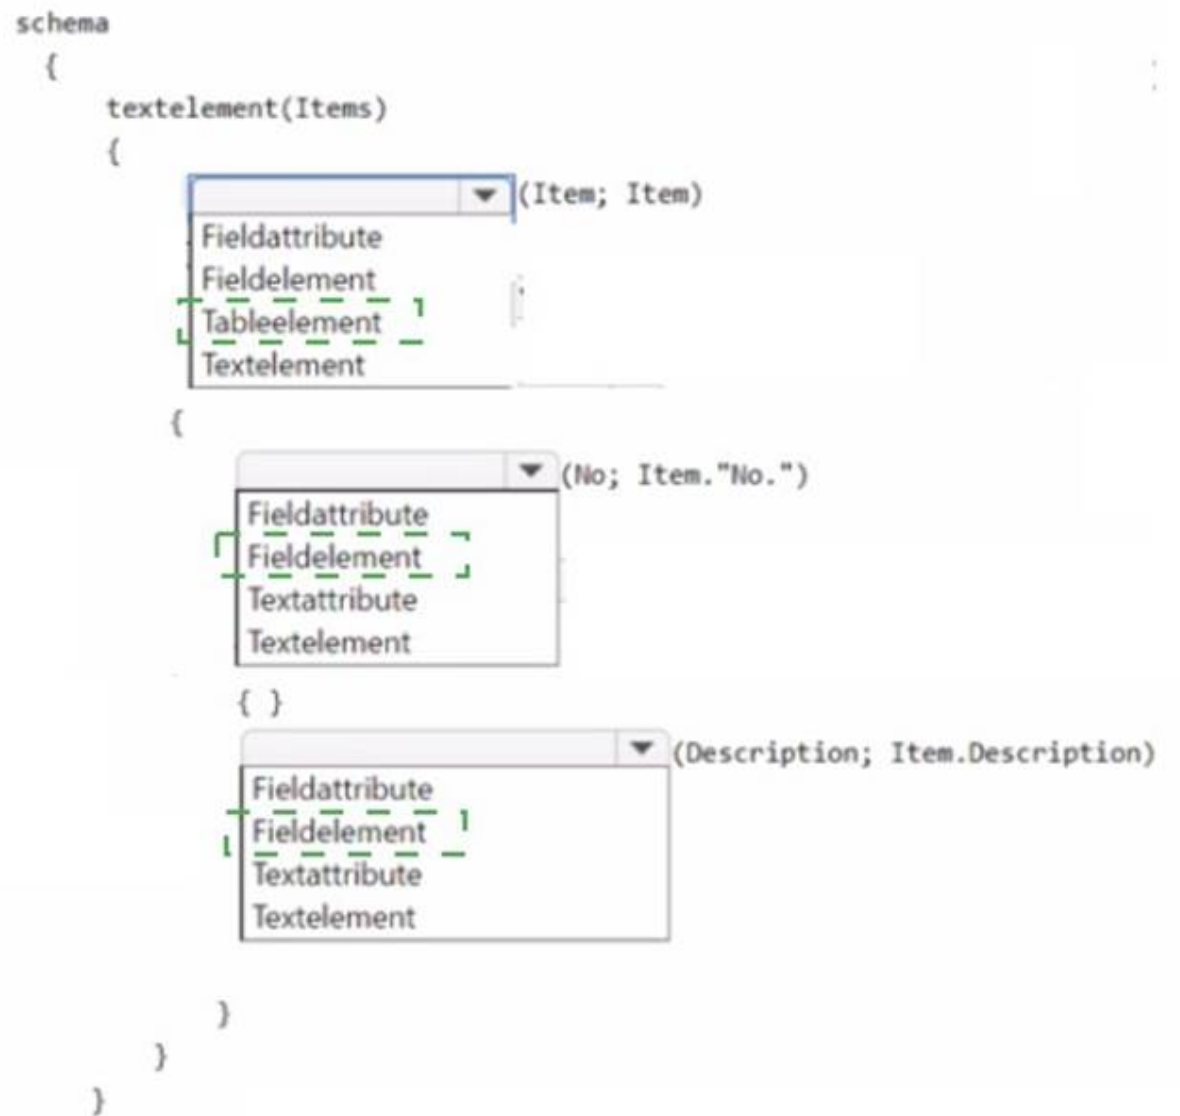 schema
{
textelement(Items)
{
(Item; Item)
Fieldattribute
Fieldelement
Tableelement
Textelement
{
(No; Item."No.")
Fieldattribute
Fieldelement
Textattribute
Textelement
{ }
(Description; Item.Description)
Fieldattribute
Fieldelement
Textattribute
Textelement
}
}
}